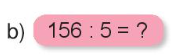 b) 156 : 5 = ?